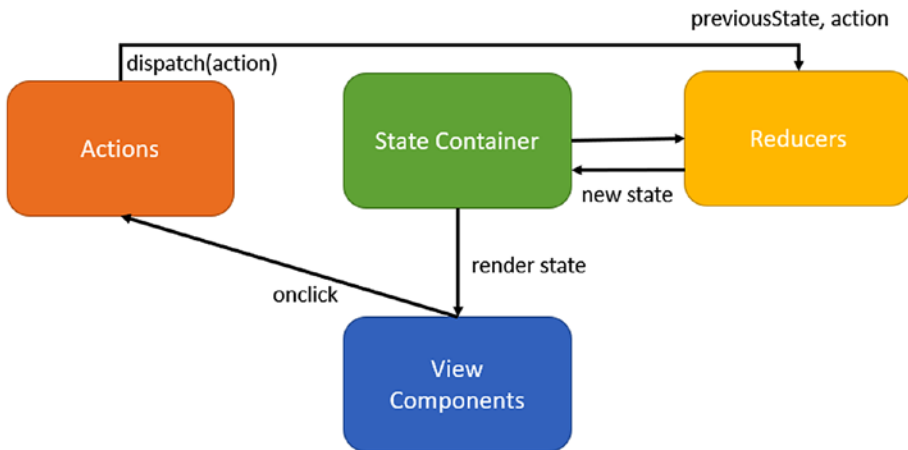 previousState, action
dispatch(action)
Actions
State Container
Reducers
new state
render state
onclick
View
Components